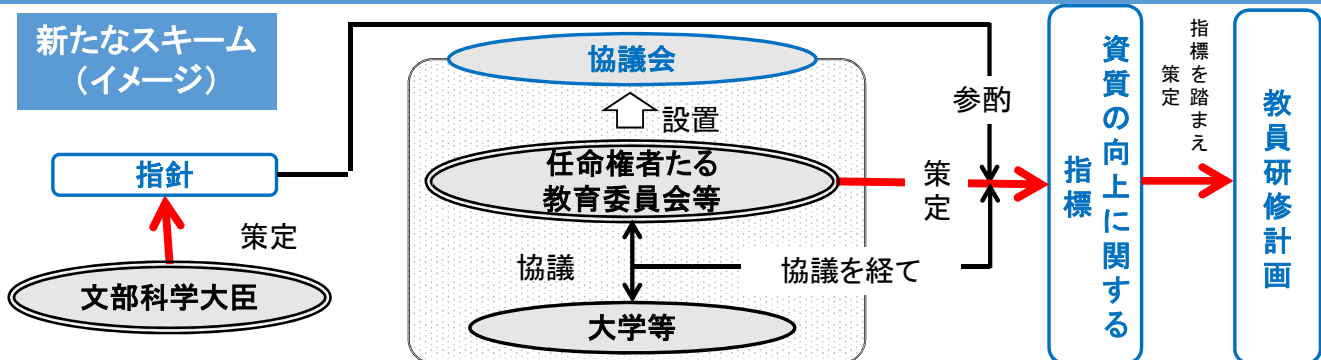 新たなスキーム
(イメージ)
協議会
設置
任命権者たる
教育委員会等
協議
大学等
指針
策定
文部科学大臣
参酌
策定
協議を経て
資質の向上に関する
指標
指標を踏まえ
策定
教員研修計画